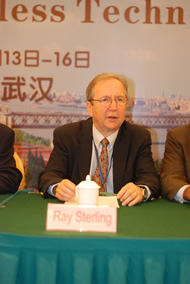 less Techn
13日-16日
武汉
Ray Sterling